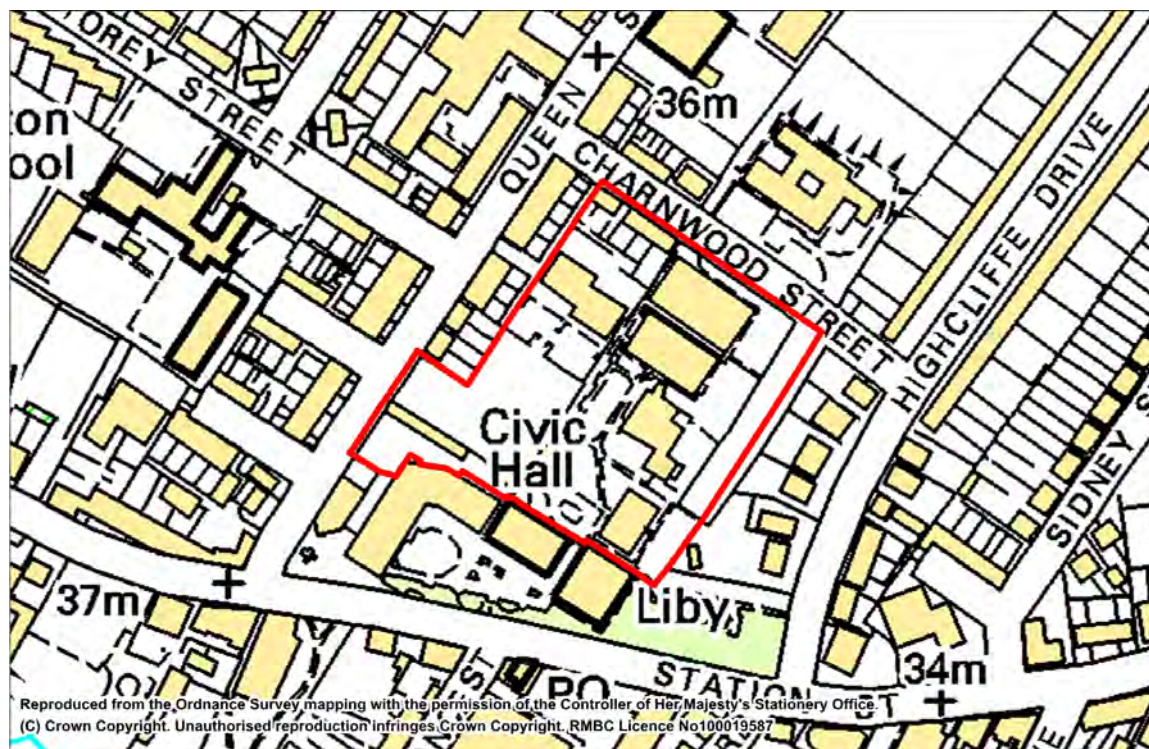 TOREY STREET
QUEEN
S
36m
CHARNWOOD STREET
HIGHCLIFFE DRIVE
ton
ool
SIDNEY S
Civic
Hall
37m
Liby
34m
STATION ST
PO
Reproduced from the Ordnance Survey mapping with the permission of the Controller of Her Majesty's Stationery Office.
(C) Crown Copyright. Unauthorised reproduction infringes Crown Copyright. RMBC Licence No100019587